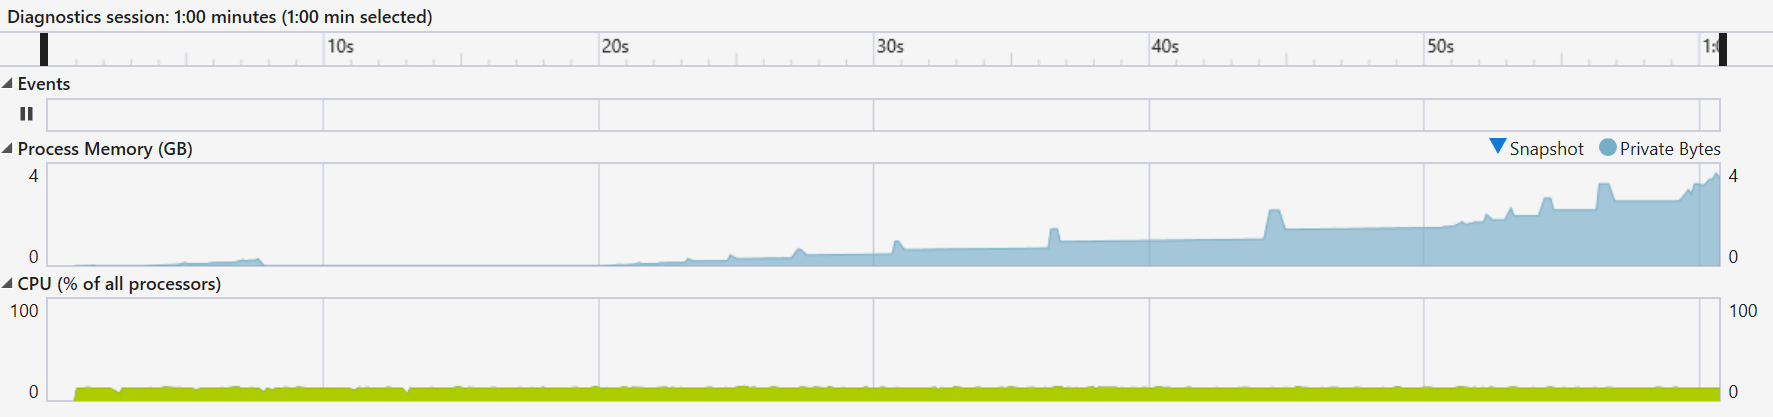 Diagnostics session: 1:00 minutes (1:00 min selected)
10s 20s 30s 40s 50s 1:0
Events
Process Memory (GB) Snapshot Private Bytes
4 4
0 0
CPU (% of all processors)
100 100
0 0